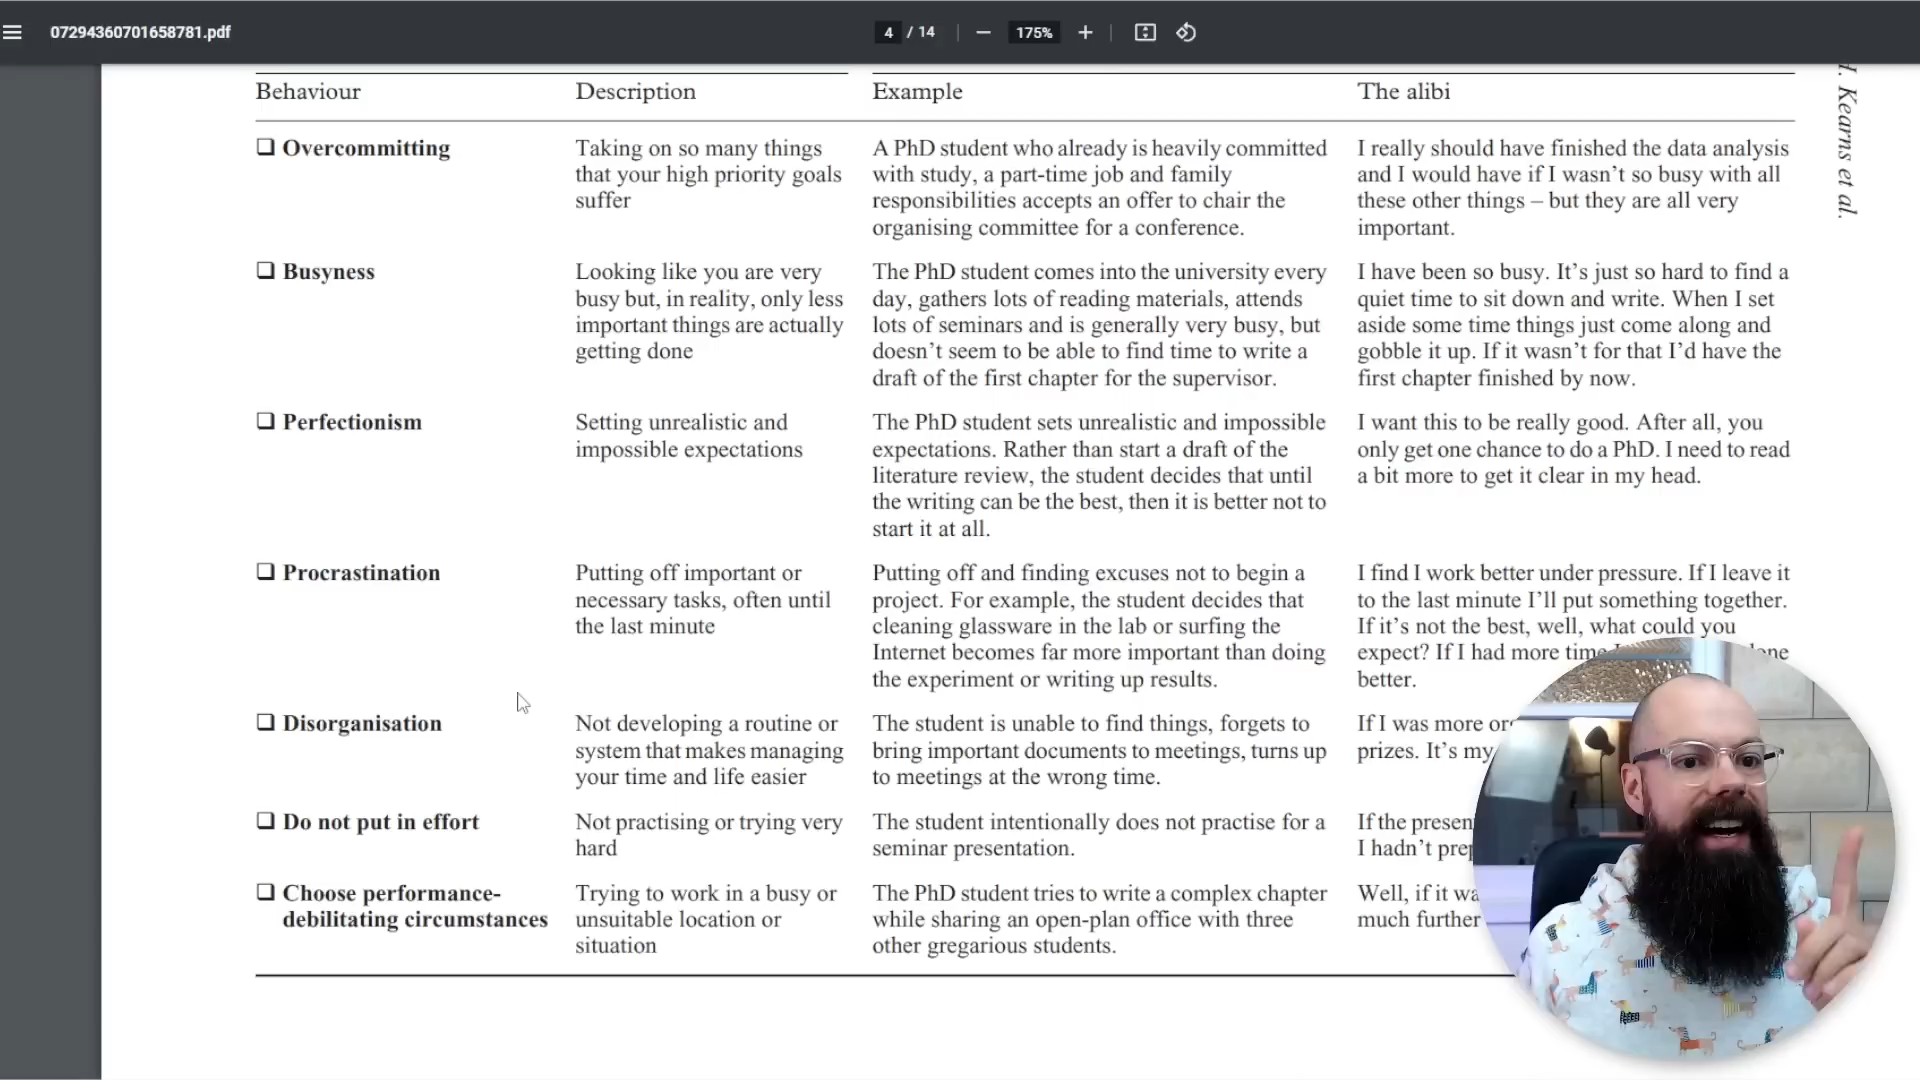 07294360701658781.pdf
4 / 14
175%
H. Kearns et al.
Behaviour Description Example The alibi
❏ Overcommitting
Taking on so many things
that your high priority goals
suffer
A PhD student who already is heavily committed
with study, a part-time job and family
responsibilities accepts an offer to chair the
organising committee for a conference.
I really should have finished the data analysis
and I would have if I wasn't so busy with all
these other things – but they are all very
important.
❏ Busyness
Looking like you are very
busy but, in reality, only less
important things are actually
getting done
The PhD student comes into the university every
day, gathers lots of reading materials, attends
lots of seminars and is generally very busy, but
doesn't seem to be able to find time to write a
draft of the first chapter for the supervisor.
I have been so busy. It's just so hard to find a
quiet time to sit down and write. When I set
aside some time things just come along and
gobble it up. If it wasn't for that I'd have the
first chapter finished by now.
❏ Perfectionism
Setting unrealistic and
impossible expectations
The PhD student sets unrealistic and impossible
expectations. Rather than start a draft of the
literature review, the student decides that until
the writing can be the best, then it is better not to
start it at all.
I want this to be really good. After all, you
only get one chance to do a PhD. I need to read
a bit more to get it clear in my head.
❏ Procrastination
Putting off important or
necessary tasks, often until
the last minute
Putting off and finding excuses not to begin a
project. For example, the student decides that
cleaning glassware in the lab or surfing the
Internet becomes far more important than doing
the experiment or writing up results.
I find I work better under pressure. If I leave it
to the last minute I'll put something together.
If it's not the best, well, what could you
expect? If I had more time
better.
❏ Disorganisation
Not developing a routine or
system that makes managing
your time and life easier
The student is unable to find things, forgets to
bring important documents to meetings, turns up
to meetings at the wrong time.
If I was more
prizes. It's my
❏ Do not put in effort
Not practising or trying very
hard
The student intentionally does not practise for a
seminar presentation.
If the
I hadn't
❏ Choose performance-
debilitating circumstances
Trying to work in a busy or
unsuitable location or
situation
The PhD student tries to write a complex chapter
while sharing an open-plan office with three
other gregarious students.
Well, if it
much further